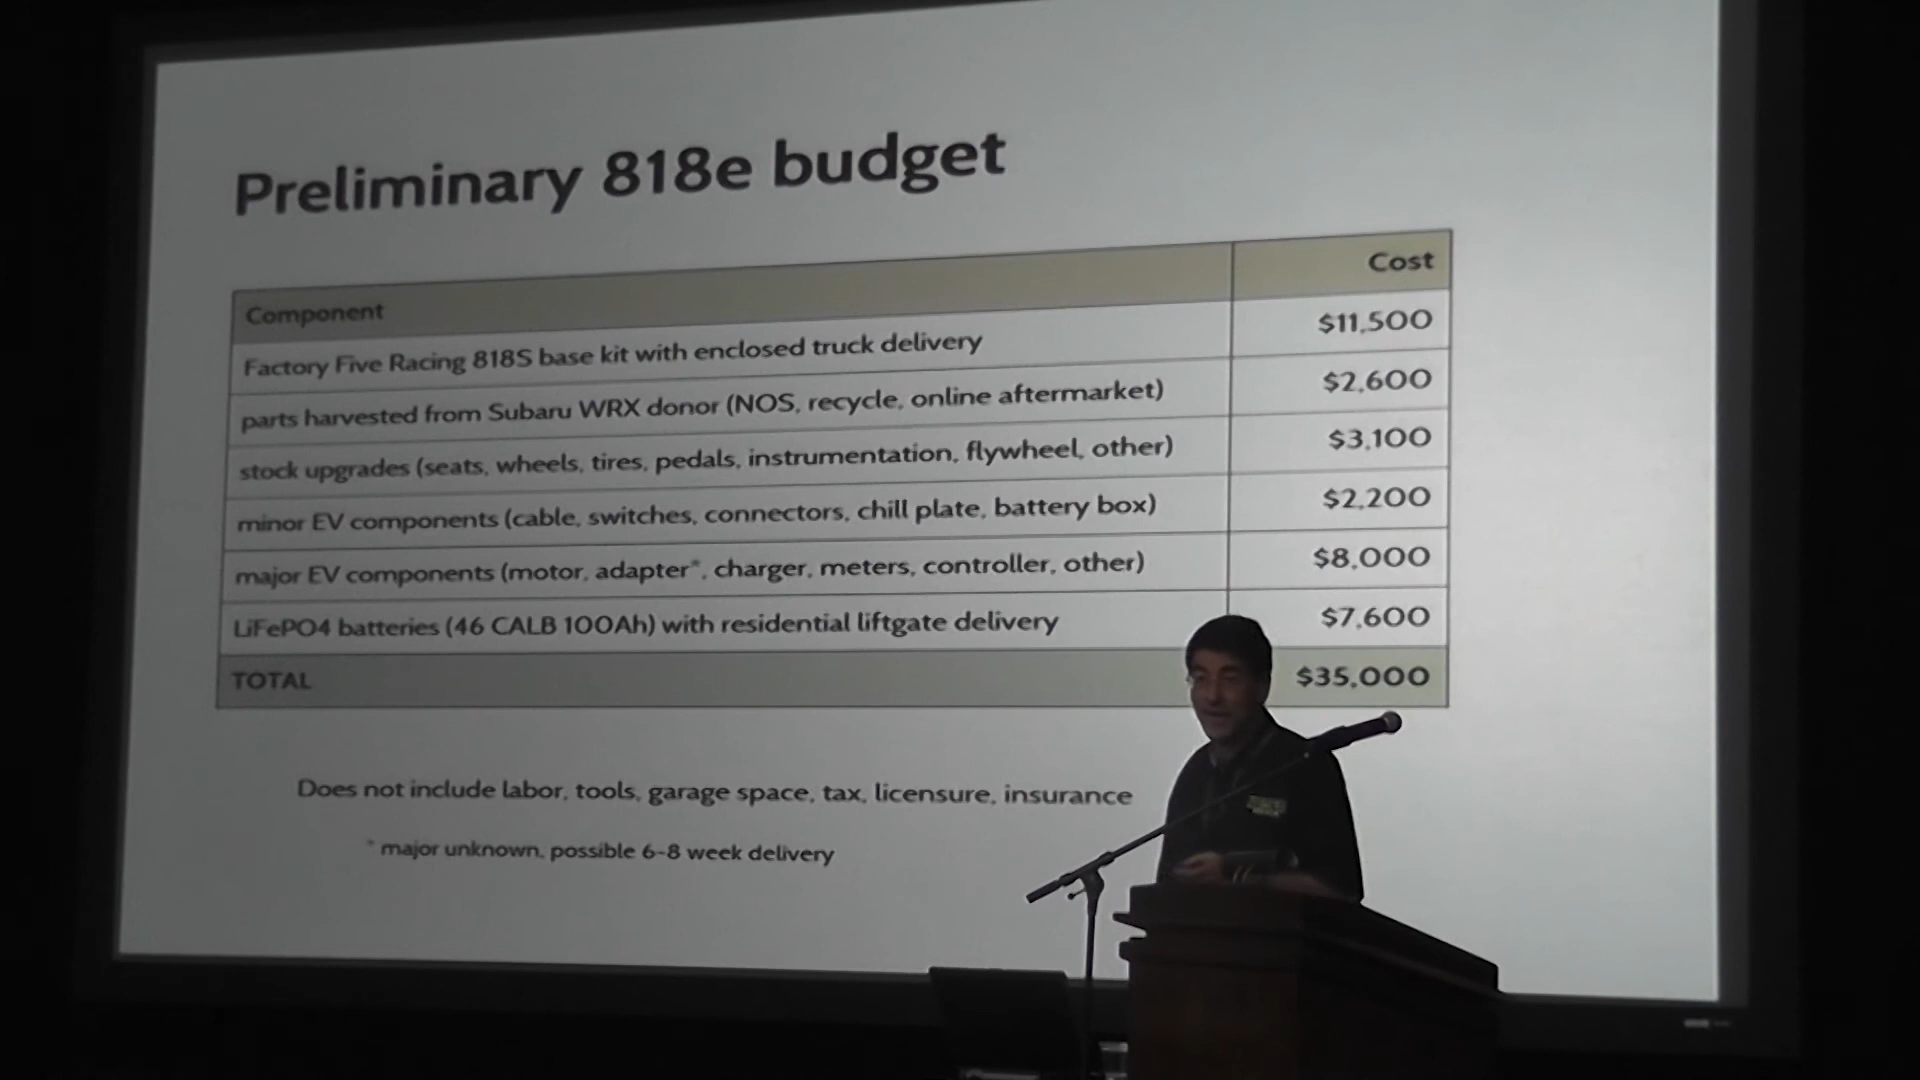 Preliminary 818e budget
Component Cost
Factory Five Racing 818S base kit with enclosed truck delivery $11,500
parts harvested from Subaru WRX donor (NOS, recycle, online aftermarket) $2,600
stock upgrades (seats, wheels, tires, pedals, instrumentation, flywheel, other) $3,100
minor EV components (cable, switches, connectors, chill plate, battery box) $2,200
major EV components (motor, adapter*, charger, meters, controller, other) $8,000
LiFePO4 batteries (46 CALB 100Ah) with residential liftgate delivery $7,600
TOTAL $35,000
Does not include labor, tools, garage space, tax, licensure, insurance
* major unknown, possible 6-8 week delivery